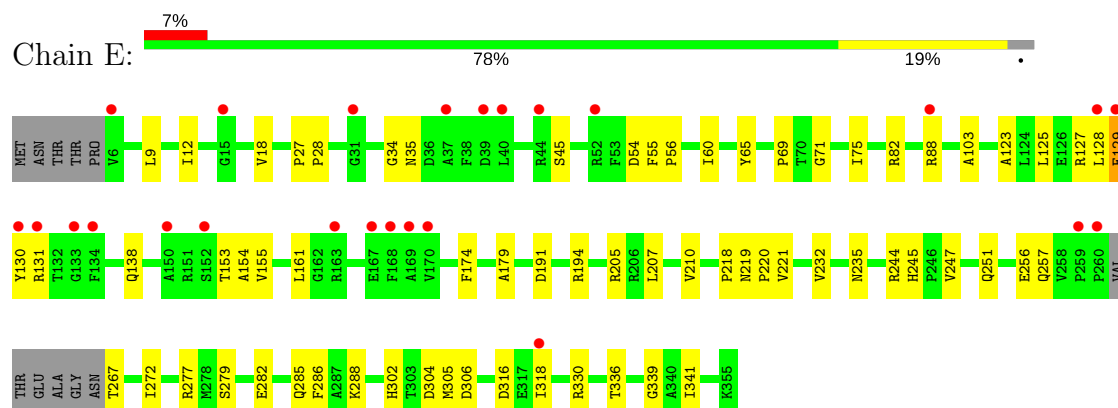 7%
Chain E:
78% 19% •
MET ASN THR THR PRO V6 L9 I12 G15 V18 P27 P28 G31 G34 N35 D36 A37 F38 D39 L40 R44 S45 R52 F53 D54 F55 P56 I60 Y65 P69 T70 G71 I75 R82 R88 A103 A123 L124 L125 E126 R127 L128
Y130 R131 T132 G133 F134 Q138 A150 R151 S152 T153 A154 V155 L161 G162 R163 E167 F168 A169 V170 F174 A179 D191 R194 R205 R206 L207 V210 P218 N219 P220 V221 V232 N235 R244 H245 P246 V247 Q251 E256 Q257 V258 P259 P260 VAL
THR GLU ALA GLY ASN T267 I272 R277 M278 S279 E282 Q285 F286 A287 K288 H302 T303 D304 M305 D306 D316 E317 I318 R330 T336 G339 A340 I341 K355